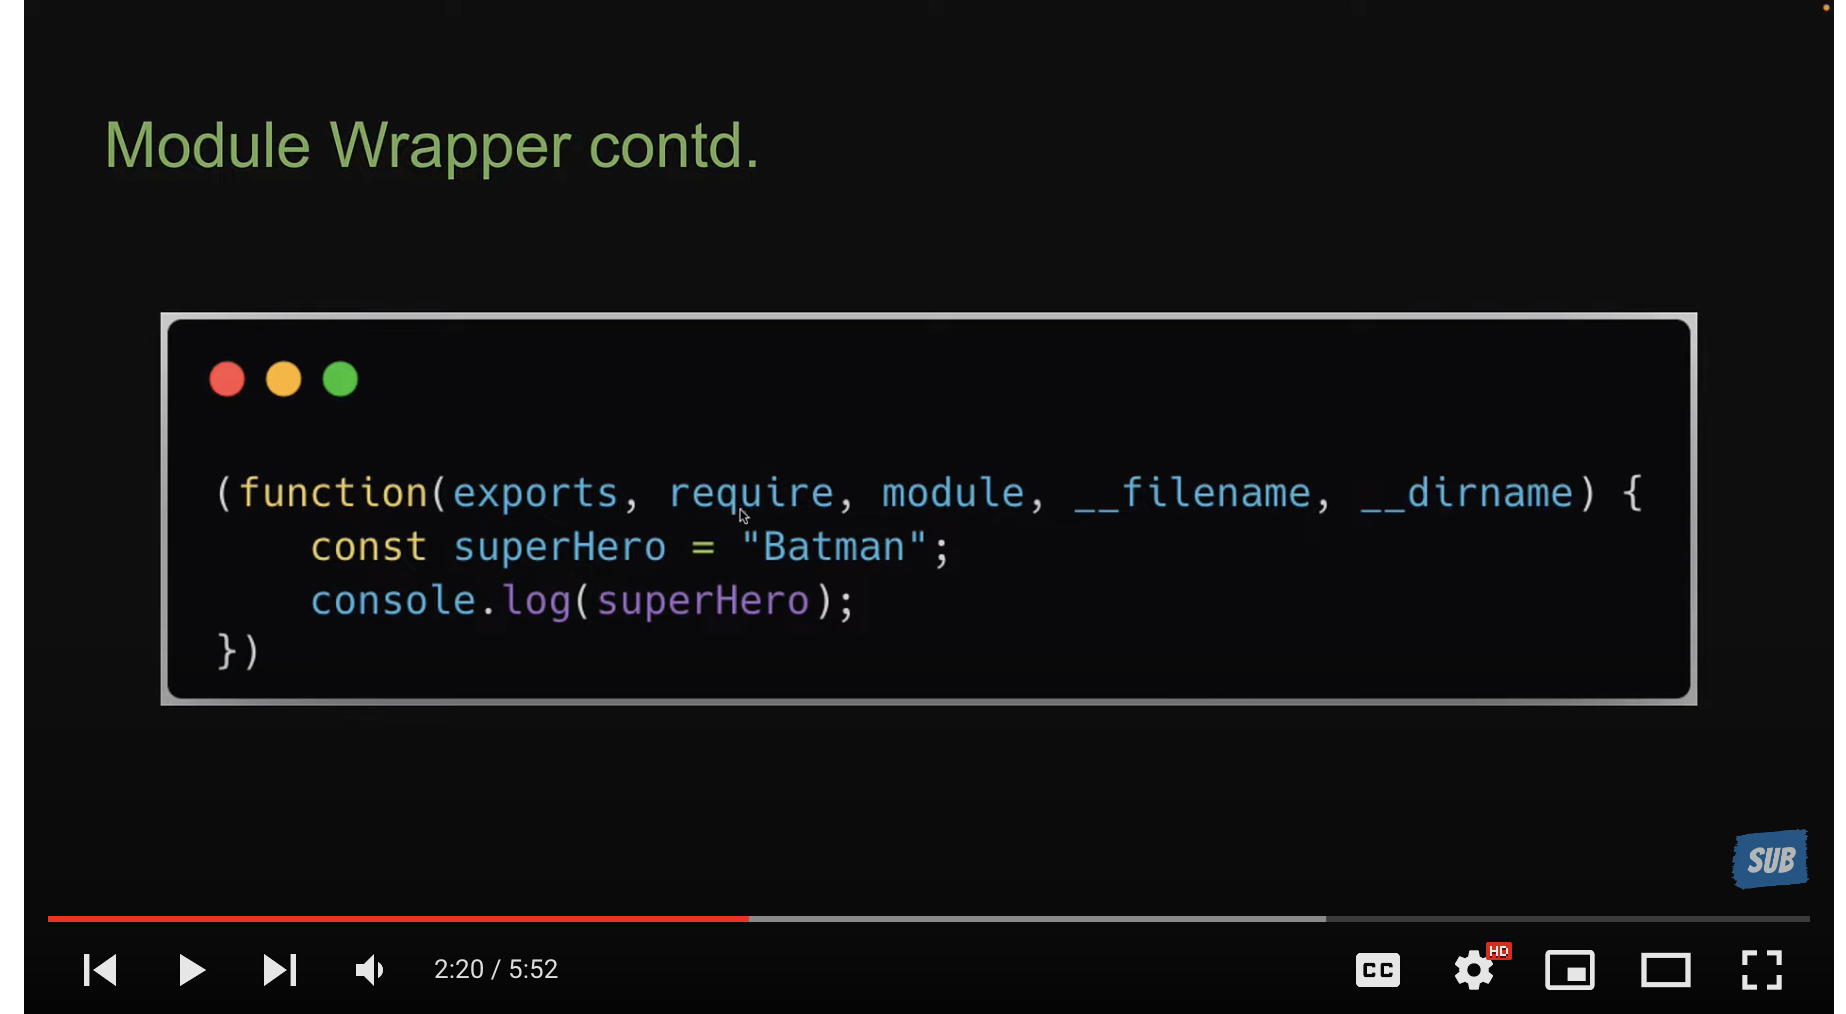 Module Wrapper contd.
(function(exports, require, module, __filename, __dirname) {
    const superHero = "Batman";
    console.log(superHero);
})
SUB
2:20 / 5:52
CC
HD